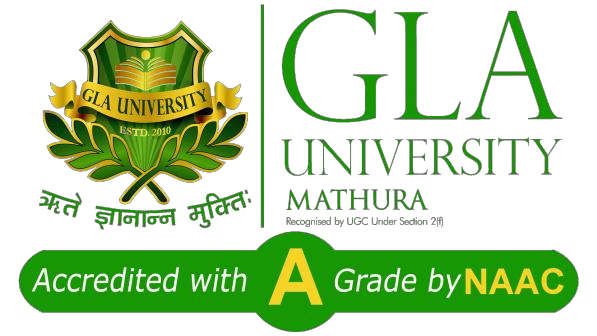 GLA UNIVERSITY
ESTD. 2010
ऋते ज्ञानान्न मुक्तिः
GLA
UNIVERSITY
MATHURA
Recognised by UGC Under Section 2(f)
Accredited with A Grade by NAAC